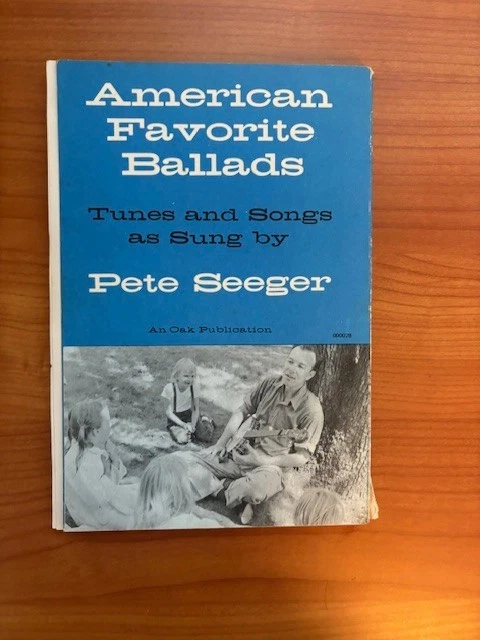 American
Favorite
Ballads
Tunes and Songs
as Sung by
Pete Seeger
An Oak Publication